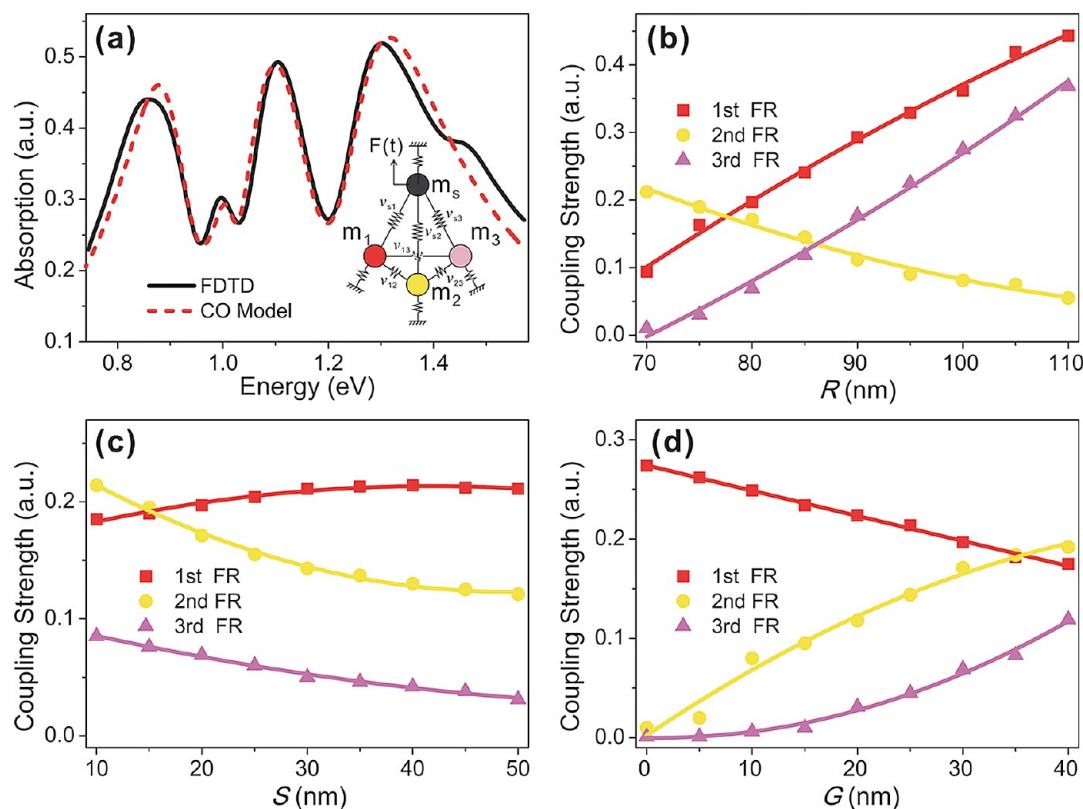 (a)
Absorption (a.u.)
0.5
0.4
0.3
0.2
0.1
0.8
1.0
1.2
1.4
Energy (eV)
FDTD
CO Model
F(t)
m_s
v_s1
v_s3
v_s2
m_1
v_13
m_3
v_12
v_23
m_2
(b)
Coupling Strength (a.u.)
0.4
0.3
0.2
0.1
0.0
1st FR
2nd FR
3rd FR
70
80
90
100
110
R (nm)
(c)
Coupling Strength (a.u.)
0.2
0.1
0.0
1st FR
2nd FR
3rd FR
10
20
30
40
50
S (nm)
(d)
Coupling Strength (a.u.)
0.3
0.2
0.1
0.0
1st FR
2nd FR
3rd FR
0
10
20
30
40
G (nm)